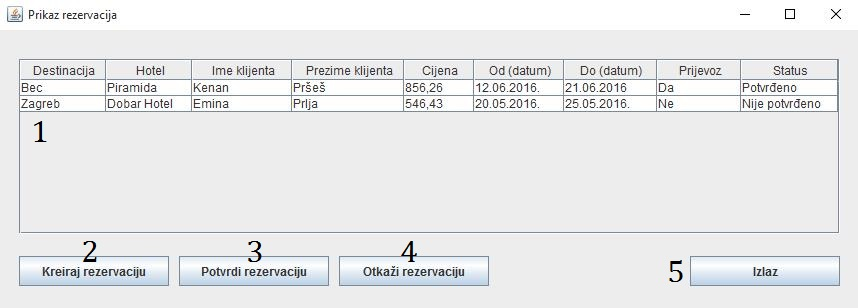 Prikaz rezervacija
Destinacija Hotel Ime klijenta Prezime klijenta Cijena Od (datum) Do (datum) Prijevoz Status
Bec Piramida Kenan Pršeš 856,26 12.06.2016. 21.06.2016 Da Potvrđeno
Zagreb Dobar Hotel Emina Prlja 546,43 20.05.2016. 25.05.2016. Ne Nije potvrđeno
1
2 3 4
Kreiraj rezervaciju Potvrdi rezervaciju Otkaži rezervaciju 5 Izlaz